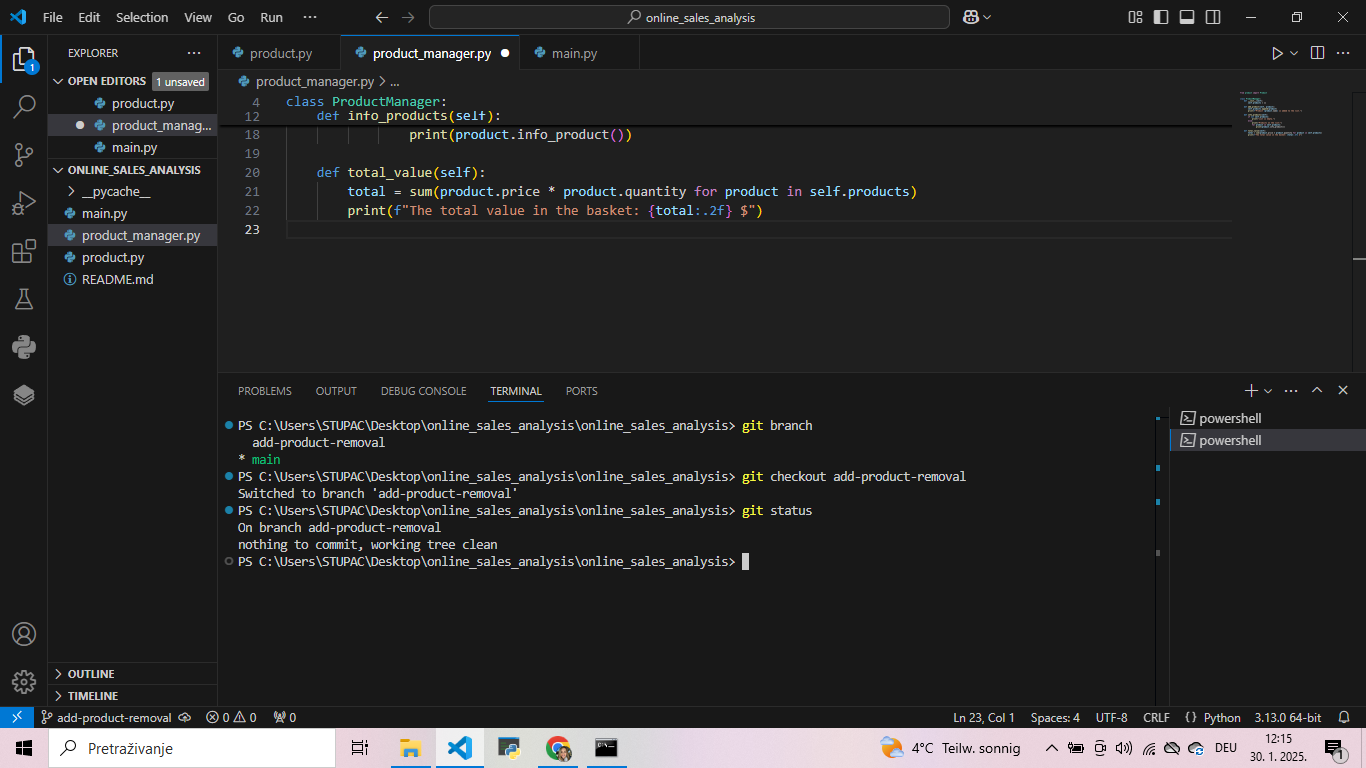 File Edit Selection View Go Run ··· online_sales_analysis
EXPLORER ···
OPEN EDITORS 1 unsaved
product.py
product_manag...
main.py
ONLINE_SALES_ANALYSIS
__pycache__
main.py
product_manager.py
product.py
README.md
OUTLINE
TIMELINE
1
product.py product_manager.py main.py
product_manager.py > ...
4 class ProductManager:
12 def info_products(self):
18 print(product.info_product())
19
20 def total_value(self):
21 total = sum(product.price * product.quantity for product in self.products)
22 print(f"The total value in the basket: {total:.2f} $")
23
PROBLEMS OUTPUT DEBUG CONSOLE TERMINAL PORTS
PS C:\Users\STUPAC\Desktop\online_sales_analysis\online_sales_analysis> git branch
add-product-removal
* main
PS C:\Users\STUPAC\Desktop\online_sales_analysis\online_sales_analysis> git checkout add-product-removal
Switched to branch 'add-product-removal'
PS C:\Users\STUPAC\Desktop\online_sales_analysis\online_sales_analysis> git status
On branch add-product-removal
nothing to commit, working tree clean
PS C:\Users\STUPAC\Desktop\online_sales_analysis\online_sales_analysis>
powershell
powershell
add-product-removal 0 0 0 Ln 23, Col 1 Spaces: 4 UTF-8 CRLF {} Python 3.13.0 64-bit
Pretraživanje 4°C Teilw. sonnig DEU 12:15
30. 1. 2025. 1